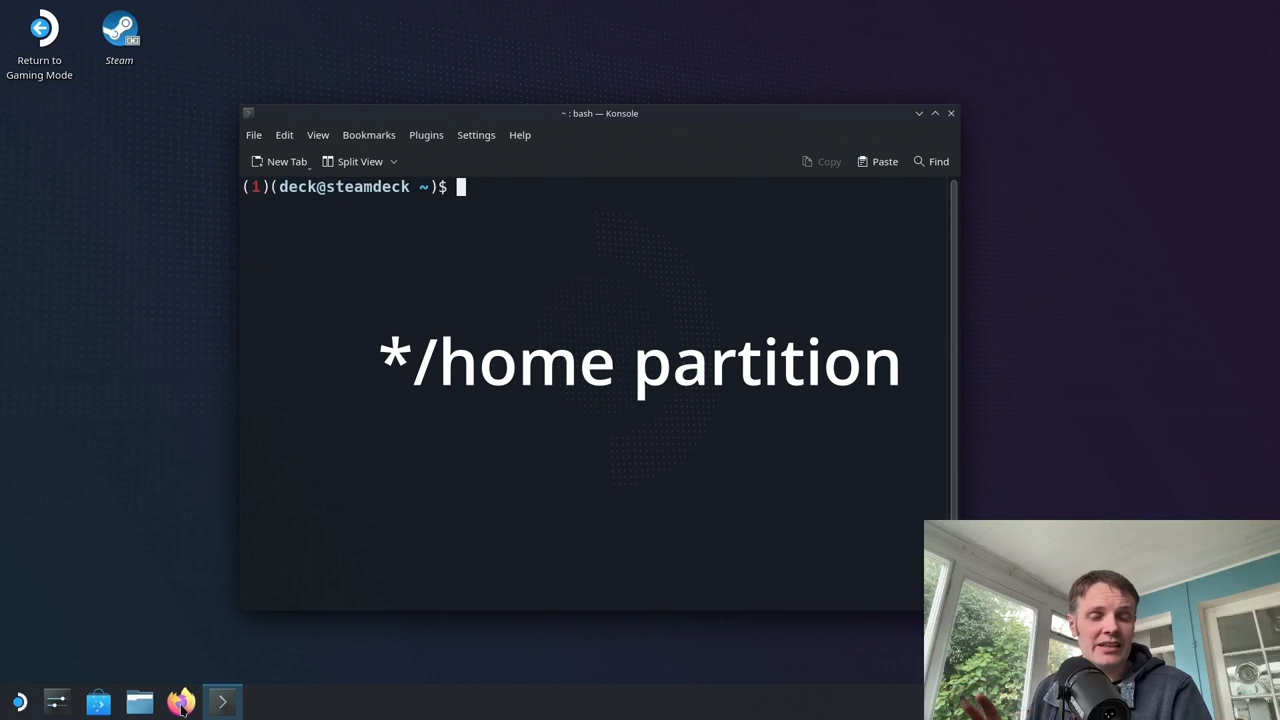 Return to
Gaming Mode
Steam
~ : bash — Konsole
File Edit View Bookmarks Plugins Settings Help
New Tab Split View Copy Paste Find
(1)(deck@steamdeck ~)$
*/home partition